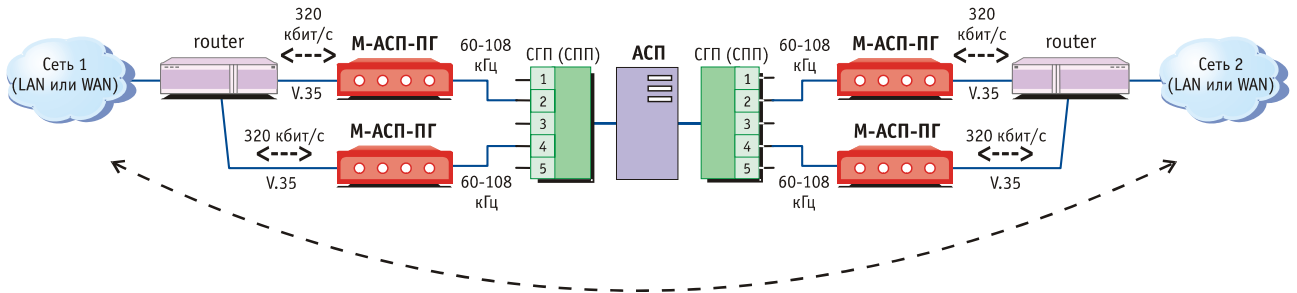 Сеть 1
(LAN или WAN)
router
320
кбит/с
V.35
М-АСП-ПГ
60-108
кГц
320 кбит/с
V.35
М-АСП-ПГ
60-108
кГц
СГП (СПП)
1
2
3
4
5
АСП
СГП (СПП)
1
2
3
4
5
60-108
кГц
М-АСП-ПГ
320
кбит/с
V.35
router
60-108
кГц
М-АСП-ПГ
320 кбит/с
V.35
Сеть 2
(LAN или WAN)